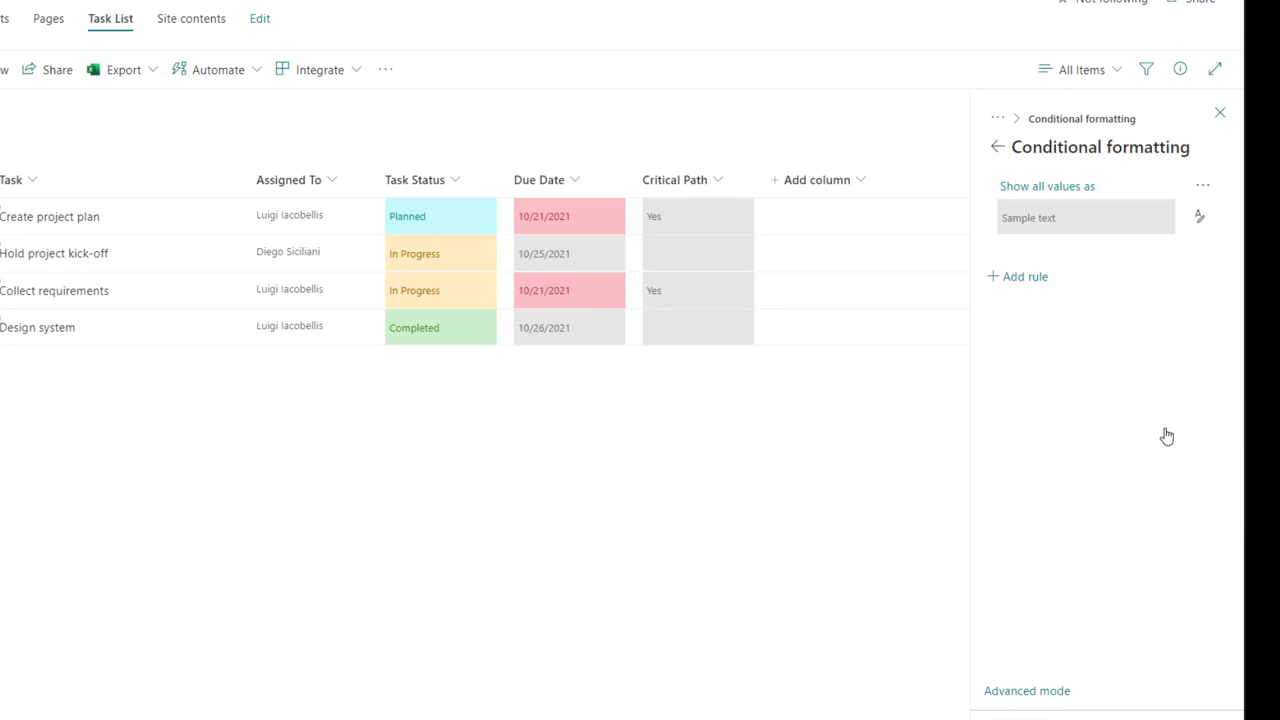 Not following Share
ts Pages Task List Site contents Edit
w Share Export Automate Integrate ··· All Items
··· Conditional formatting
Conditional formatting
Task Assigned To Task Status Due Date Critical Path + Add column
Show all values as ···
Create project plan Luigi Iacobellis Planned 10/21/2021 Yes
Sample text
Hold project kick-off Diego Siciliani In Progress 10/25/2021
+ Add rule
Collect requirements Luigi Iacobellis In Progress 10/21/2021 Yes
Design system Luigi Iacobellis Completed 10/26/2021
Advanced mode